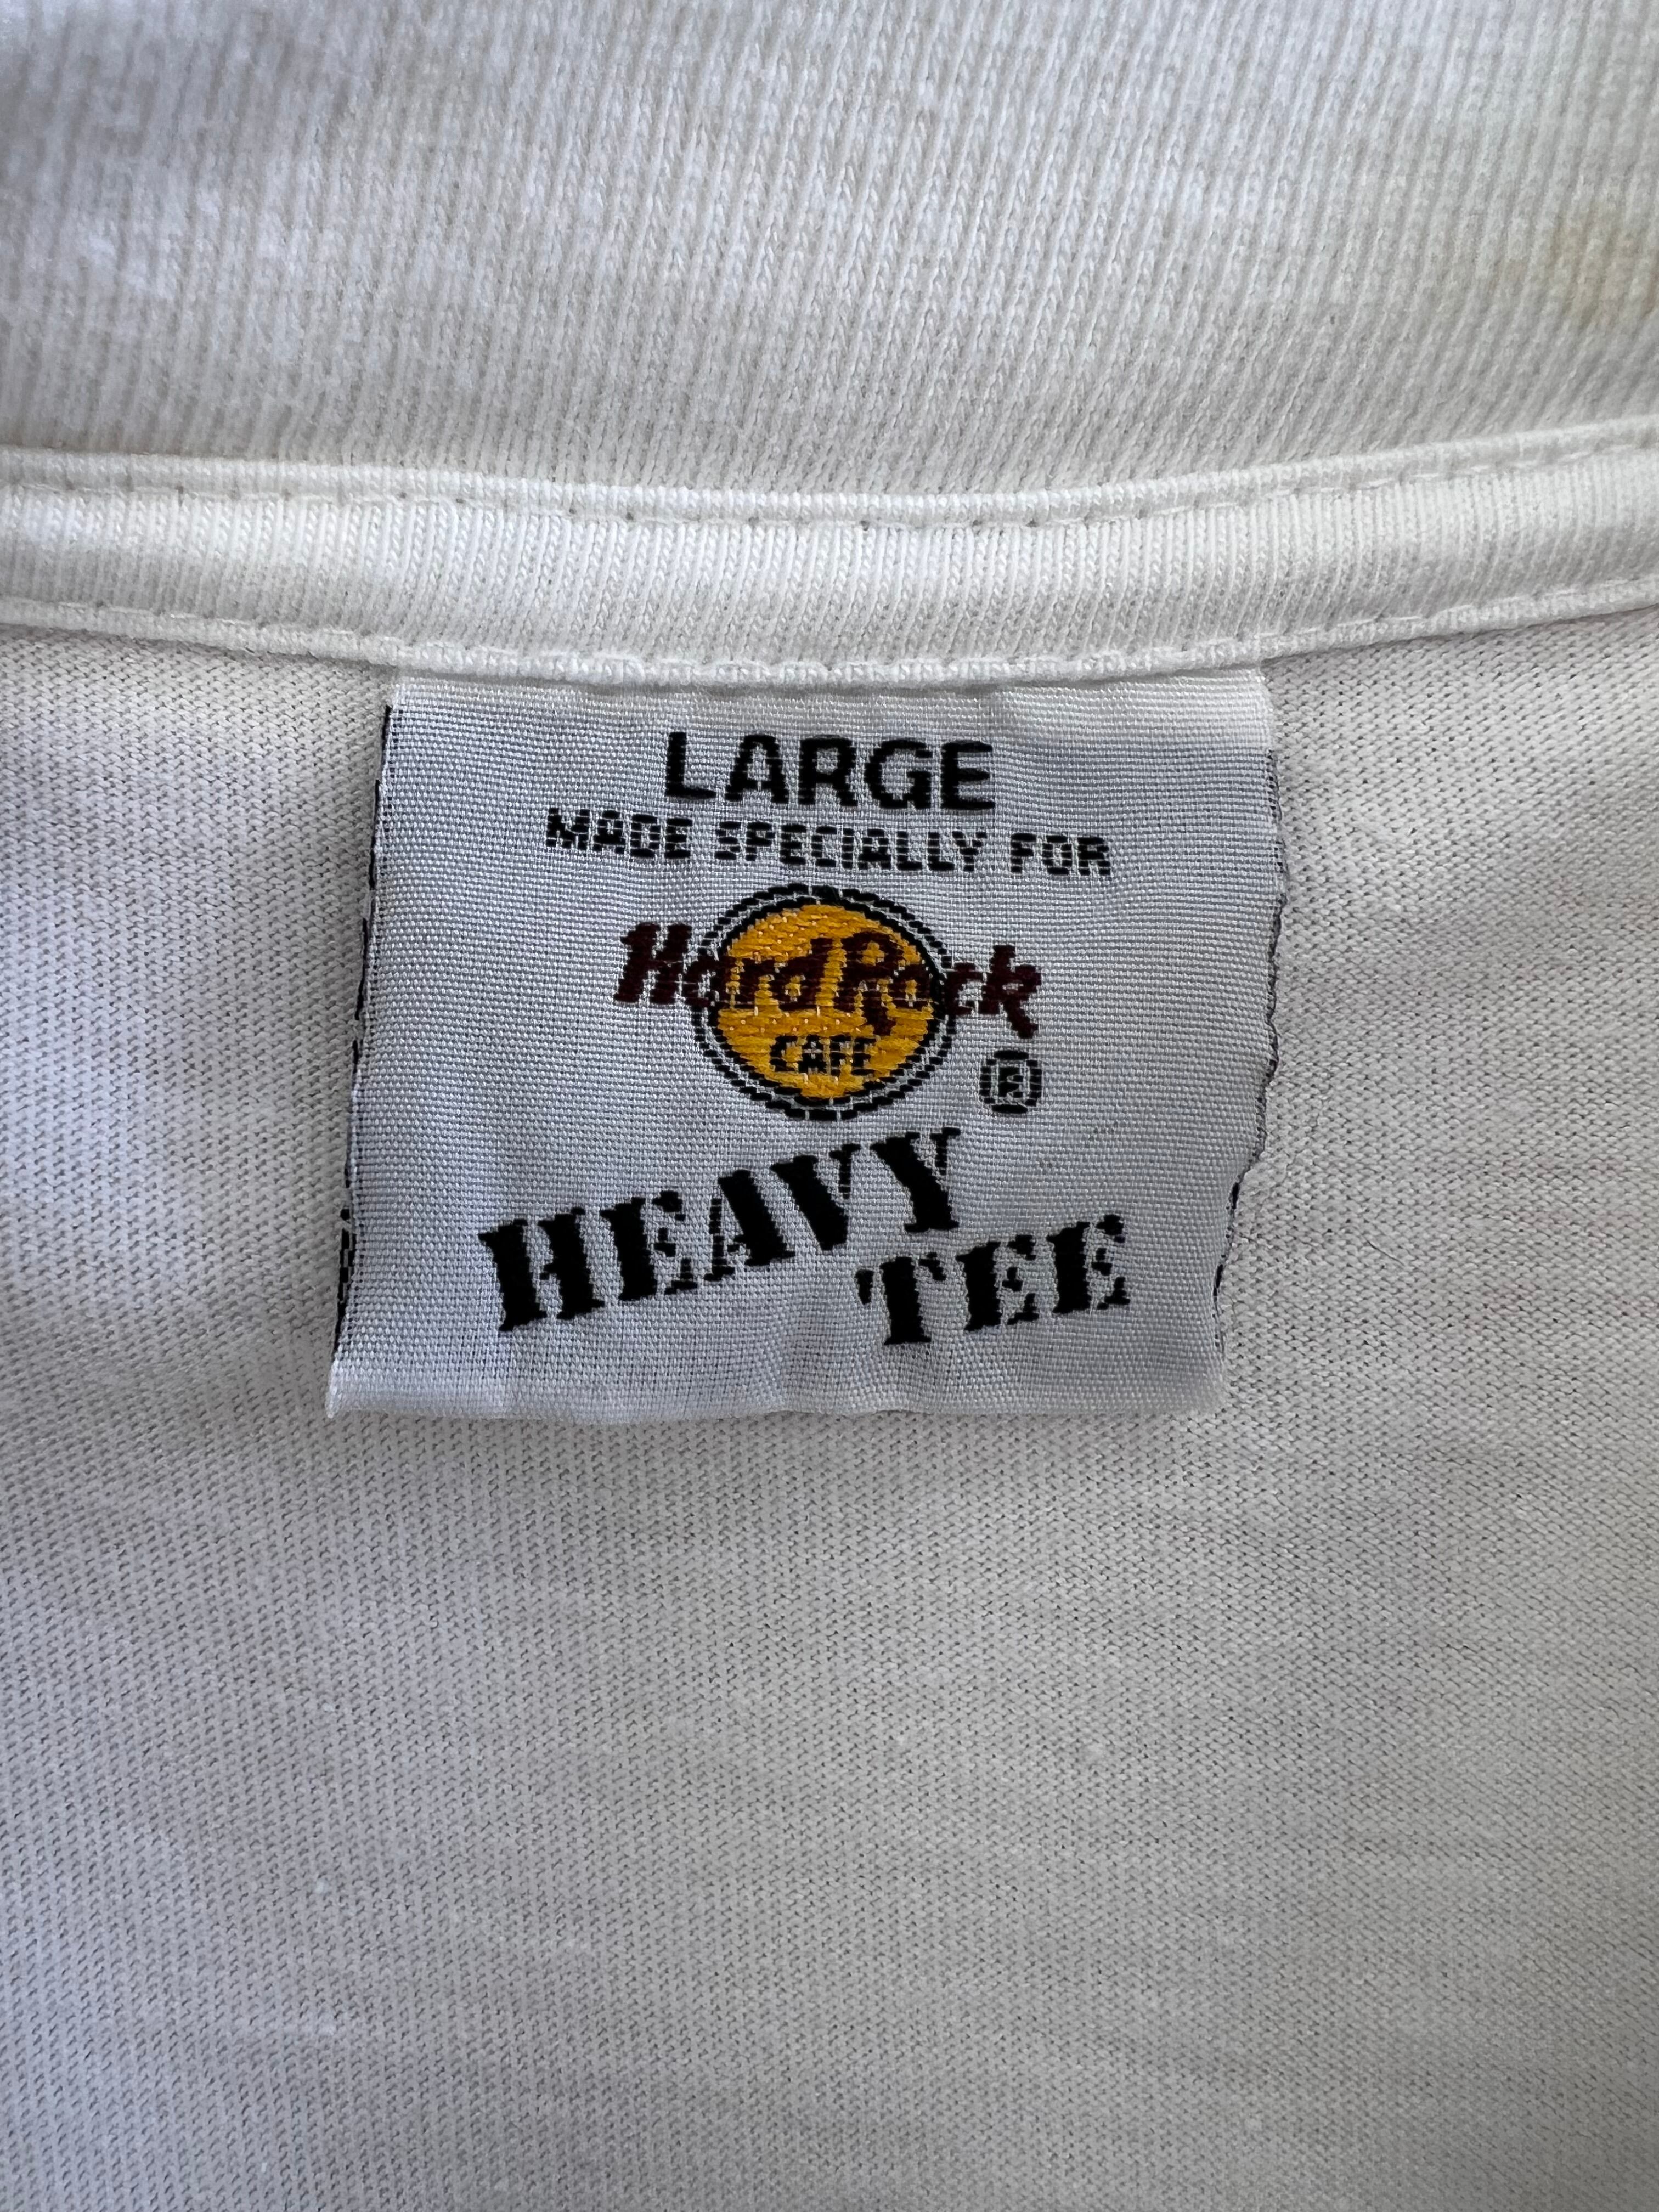 LARGE
MADE SPECIALLY FOR
Hard Rock
CAFE
®
HEAVY
TEE